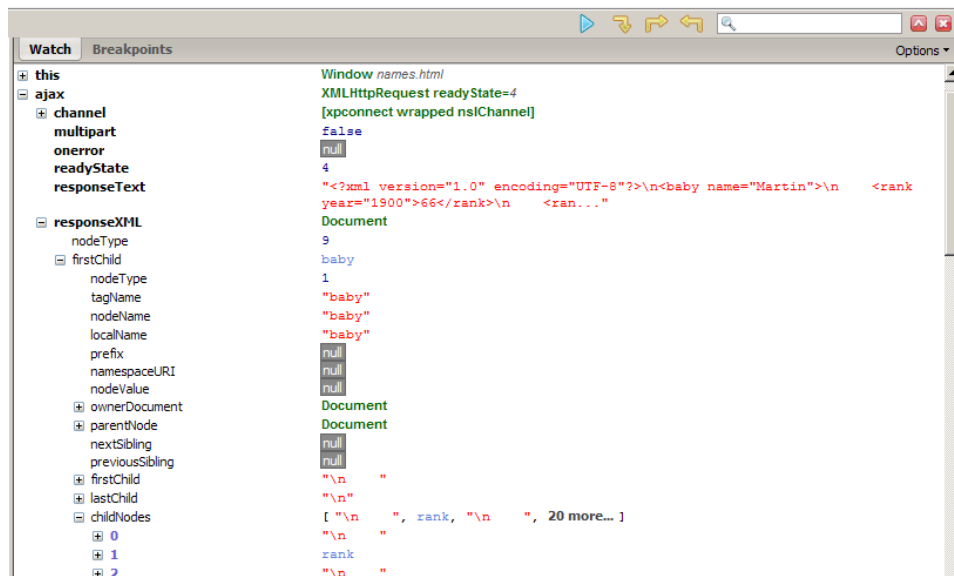 Watch Breakpoints Options
this Window names.html
ajax XMLHttpRequest readyState=4
channel [xpconnect wrapped nsIChannel]
multipart false
onerror null
readyState 4
responseText "<?xml version="1.0" encoding="UTF-8"?>\n<baby name="Martin">\n    <rank
year="1900">66</rank>\n    <ran..."
responseXML Document
nodeType 9
firstChild baby
nodeType 1
tagName "baby"
nodeName "baby"
localName "baby"
prefix null
namespaceURI null
nodeValue null
ownerDocument Document
parentNode Document
nextSibling null
previousSibling null
firstChild "\n    "
lastChild "\n"
childNodes [ "\n    ", rank, "\n    ", 20 more... ]
0 "\n    "
1 rank
2 "\n    "